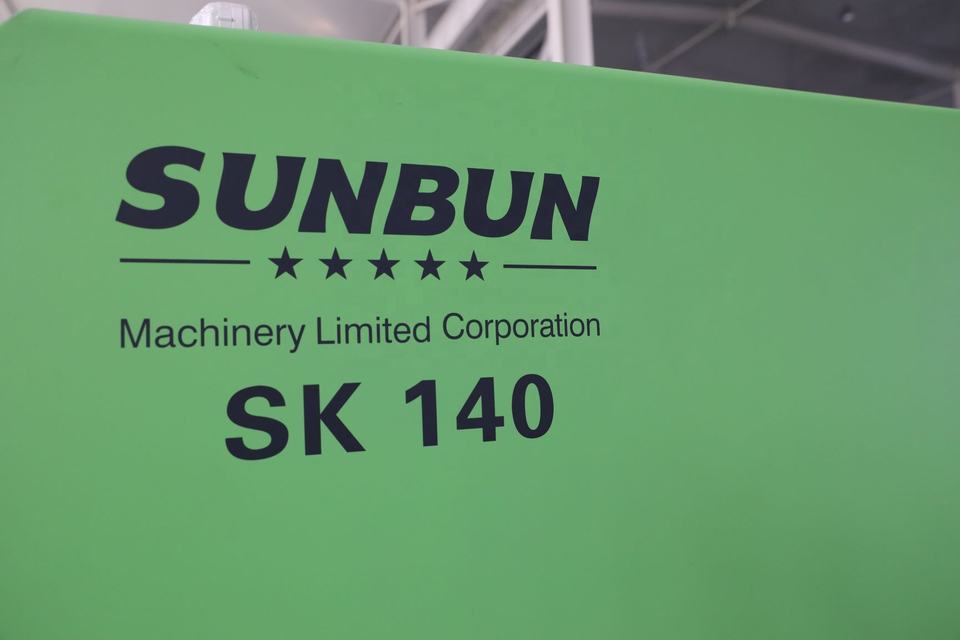 SUNBUN
★★★★★
Machinery Limited Corporation
SK 140